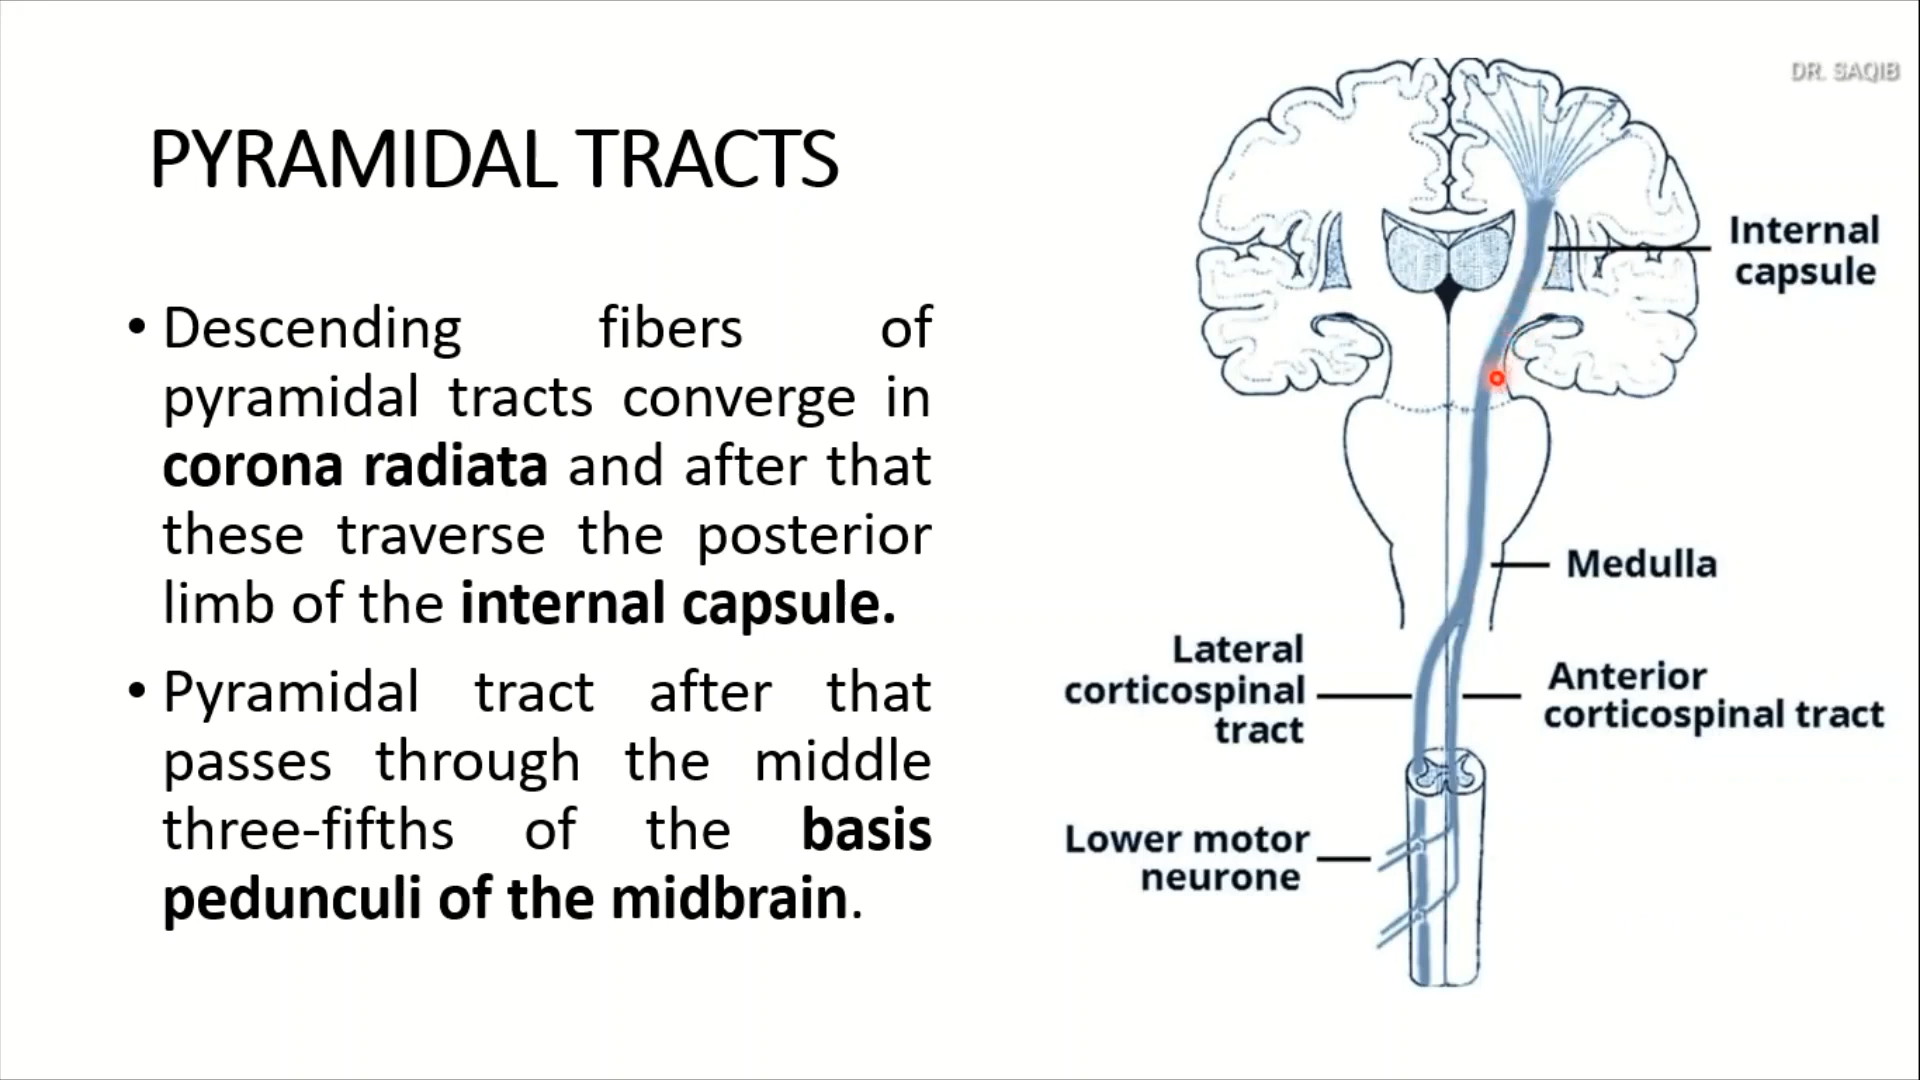 DR. SAQIB
PYRAMIDAL TRACTS
• Descending fibers of
pyramidal tracts converge in
corona radiata and after that
these traverse the posterior
limb of the internal capsule.
• Pyramidal tract after that
passes through the middle
three-fifths of the basis
pedunculi of the midbrain.
Internal
capsule
Medulla
Lateral
corticospinal
tract
Anterior
corticospinal tract
Lower motor
neurone